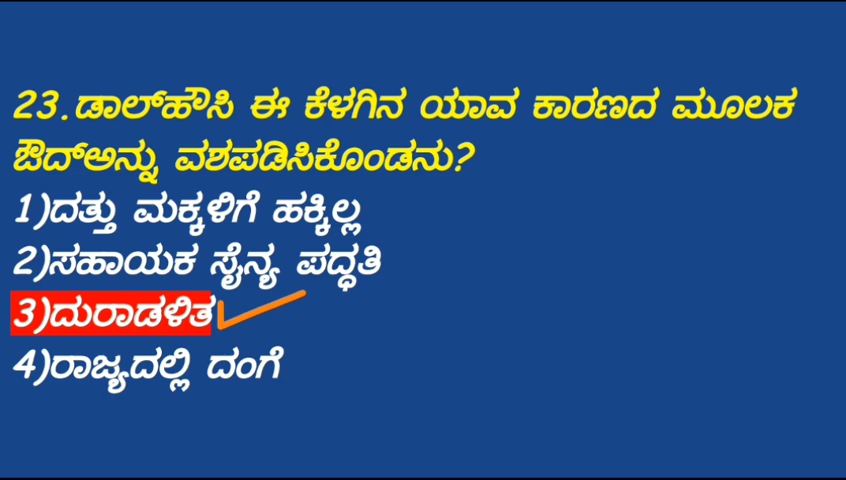 23.ಡಾಲ್‌ಹೌಸಿ ಈ ಕೆಳಗಿನ ಯಾವ ಕಾರಣದ ಮೂಲಕ
ಔದ್‌ಅನ್ನು ವಶಪಡಿಸಿಕೊಂಡನು?
1)ದತ್ತು ಮಕ್ಕಳಿಗೆ ಹಕ್ಕಿಲ್ಲ
2)ಸಹಾಯಕ ಸೈನ್ಯ ಪದ್ಧತಿ
3)ದುರಾಡಳಿತ
4)ರಾಜ್ಯದಲ್ಲಿ ದಂಗೆ